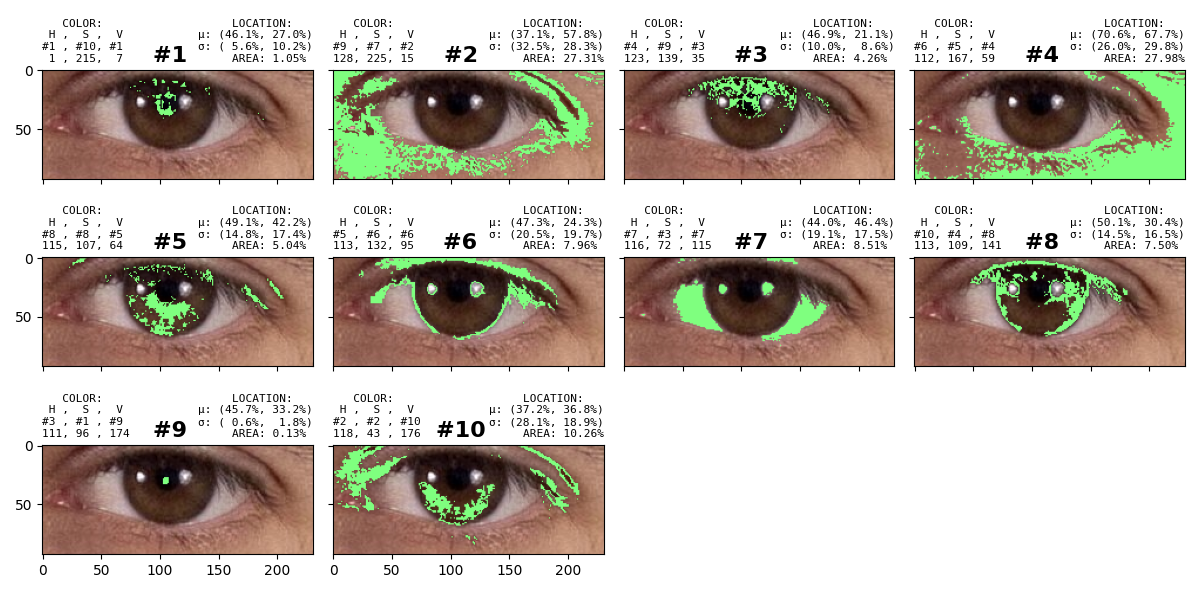 COLOR: LOCATION:
H , S , V μ: (46.1%, 27.0%)
#1 , #10, #1 #1 σ: ( 5.6%, 10.2%)
1 , 215, 7 AREA: 1.05%
COLOR: LOCATION:
H , S , V μ: (37.1%, 57.8%)
#9 , #7 , #2 #2 σ: (32.5%, 28.3%)
128, 225, 15 AREA: 27.31%
COLOR: LOCATION:
H , S , V μ: (46.9%, 21.1%)
#4 , #9 , #3 #3 σ: (10.0%, 8.6%)
123, 139, 35 AREA: 4.26%
COLOR: LOCATION:
H , S , V μ: (70.6%, 67.7%)
#6 , #5 , #4 #4 σ: (26.0%, 29.8%)
112, 167, 59 AREA: 27.98%
0
50
COLOR: LOCATION:
H , S , V μ: (49.1%, 42.2%)
#8 , #8 , #5 #5 σ: (14.8%, 17.4%)
115, 107, 64 AREA: 5.04%
COLOR: LOCATION:
H , S , V μ: (47.3%, 24.3%)
#5 , #6 , #6 #6 σ: (20.5%, 19.7%)
113, 132, 95 AREA: 7.96%
COLOR: LOCATION:
H , S , V μ: (44.0%, 46.4%)
#7 , #3 , #7 #7 σ: (19.1%, 17.5%)
116, 72 , 115 AREA: 8.51%
COLOR: LOCATION:
H , S , V μ: (50.1%, 30.4%)
#10, #4 , #8 #8 σ: (14.5%, 16.5%)
113, 109, 141 AREA: 7.50%
0
50
COLOR: LOCATION:
H , S , V μ: (45.7%, 33.2%)
#3 , #1 , #9 #9 σ: ( 0.6%, 1.8%)
111, 96 , 174 AREA: 0.13%
COLOR: LOCATION:
H , S , V μ: (37.2%, 36.8%)
#2 , #2 , #10 #10 σ: (28.1%, 18.9%)
118, 43 , 176 AREA: 10.26%
0
50
0 50 100 150 200
0 50 100 150 200